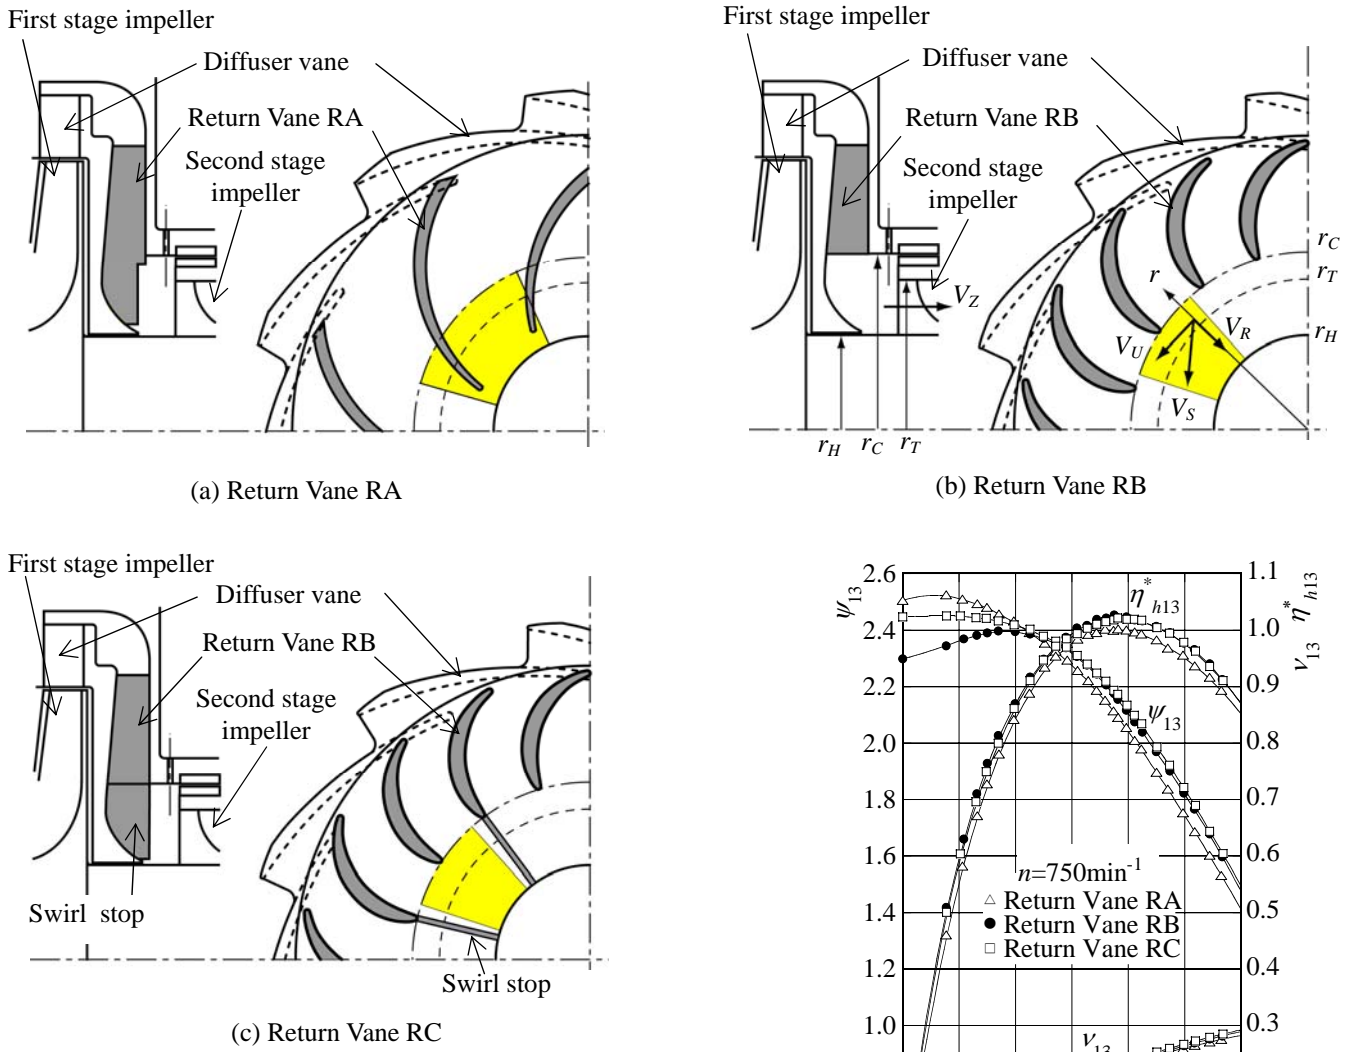 First stage impeller
Diffuser vane
Return Vane RA
Second stage
impeller
(a) Return Vane RA
First stage impeller
Diffuser vane
Return Vane RB
Second stage
impeller
r_C
r_T
r_H
r
V_Z
V_R
V_U
V_S
r_H r_C r_T
(b) Return Vane RB
First stage impeller
Diffuser vane
Return Vane RB
Second stage
impeller
Swirl stop
Swirl stop
(c) Return Vane RC
ψ_13
2.6
2.4
2.2
2.0
1.8
1.6
1.4
1.2
1.0
η*_h13
ψ_13
n=750min⁻¹
△ Return Vane RA
● Return Vane RB
□ Return Vane RC
ν_13
1.1
1.0
0.9
0.8
0.7
0.6
0.5
0.4
0.3
ν_13 η*_h13